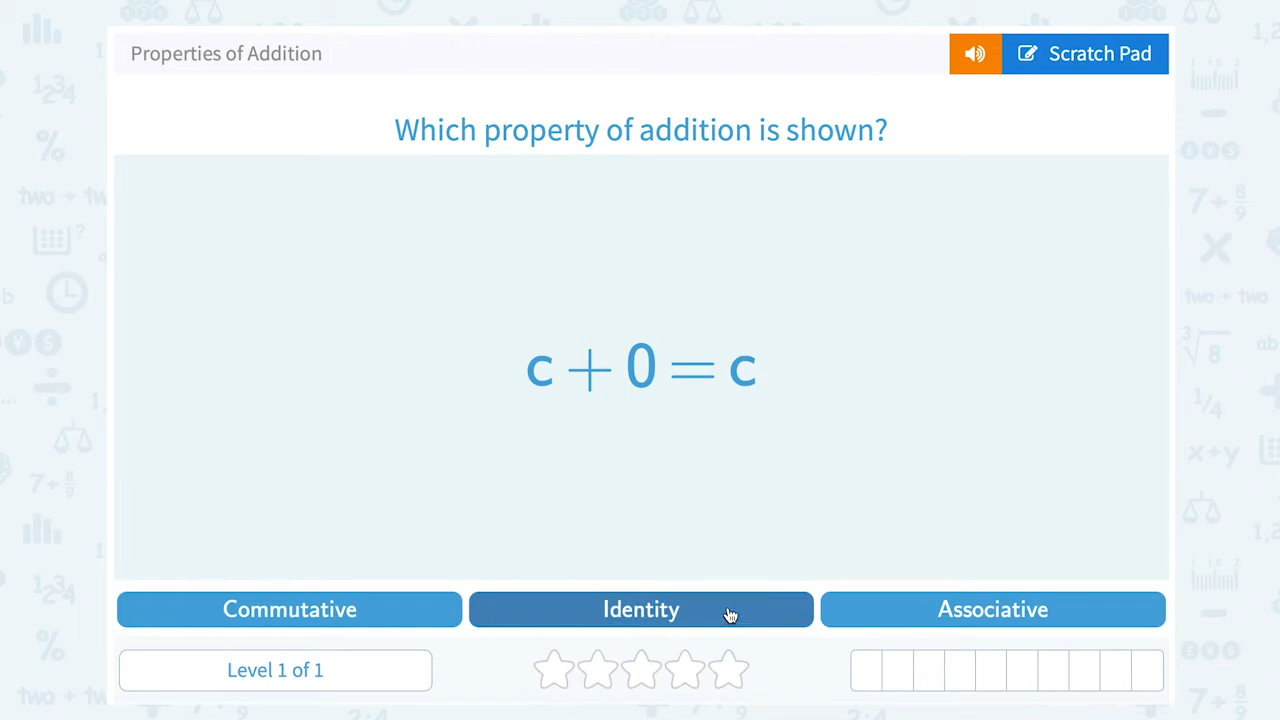 Properties of Addition
Scratch Pad
Which property of addition is shown?
c + 0 = c
Commutative
Identity
Associative
Level 1 of 1